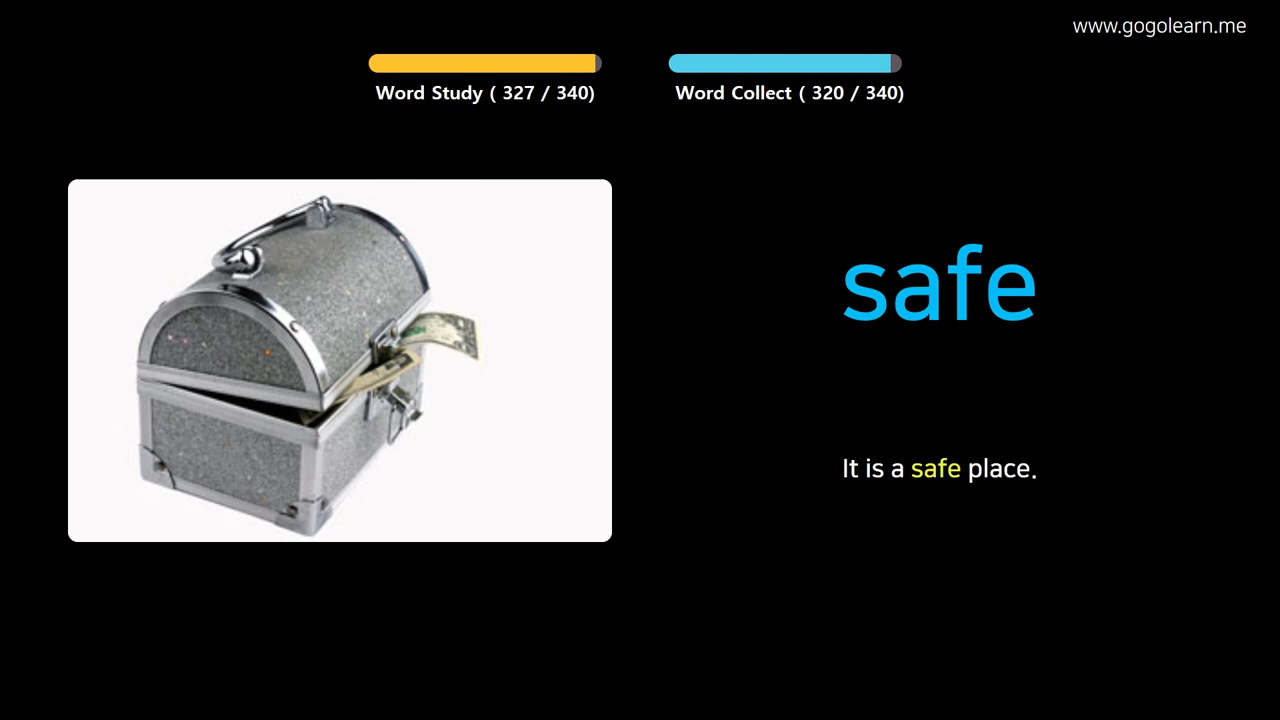 www.gogolearn.me
Word Study ( 327 / 340)
Word Collect ( 320 / 340)
safe
It is a safe place.